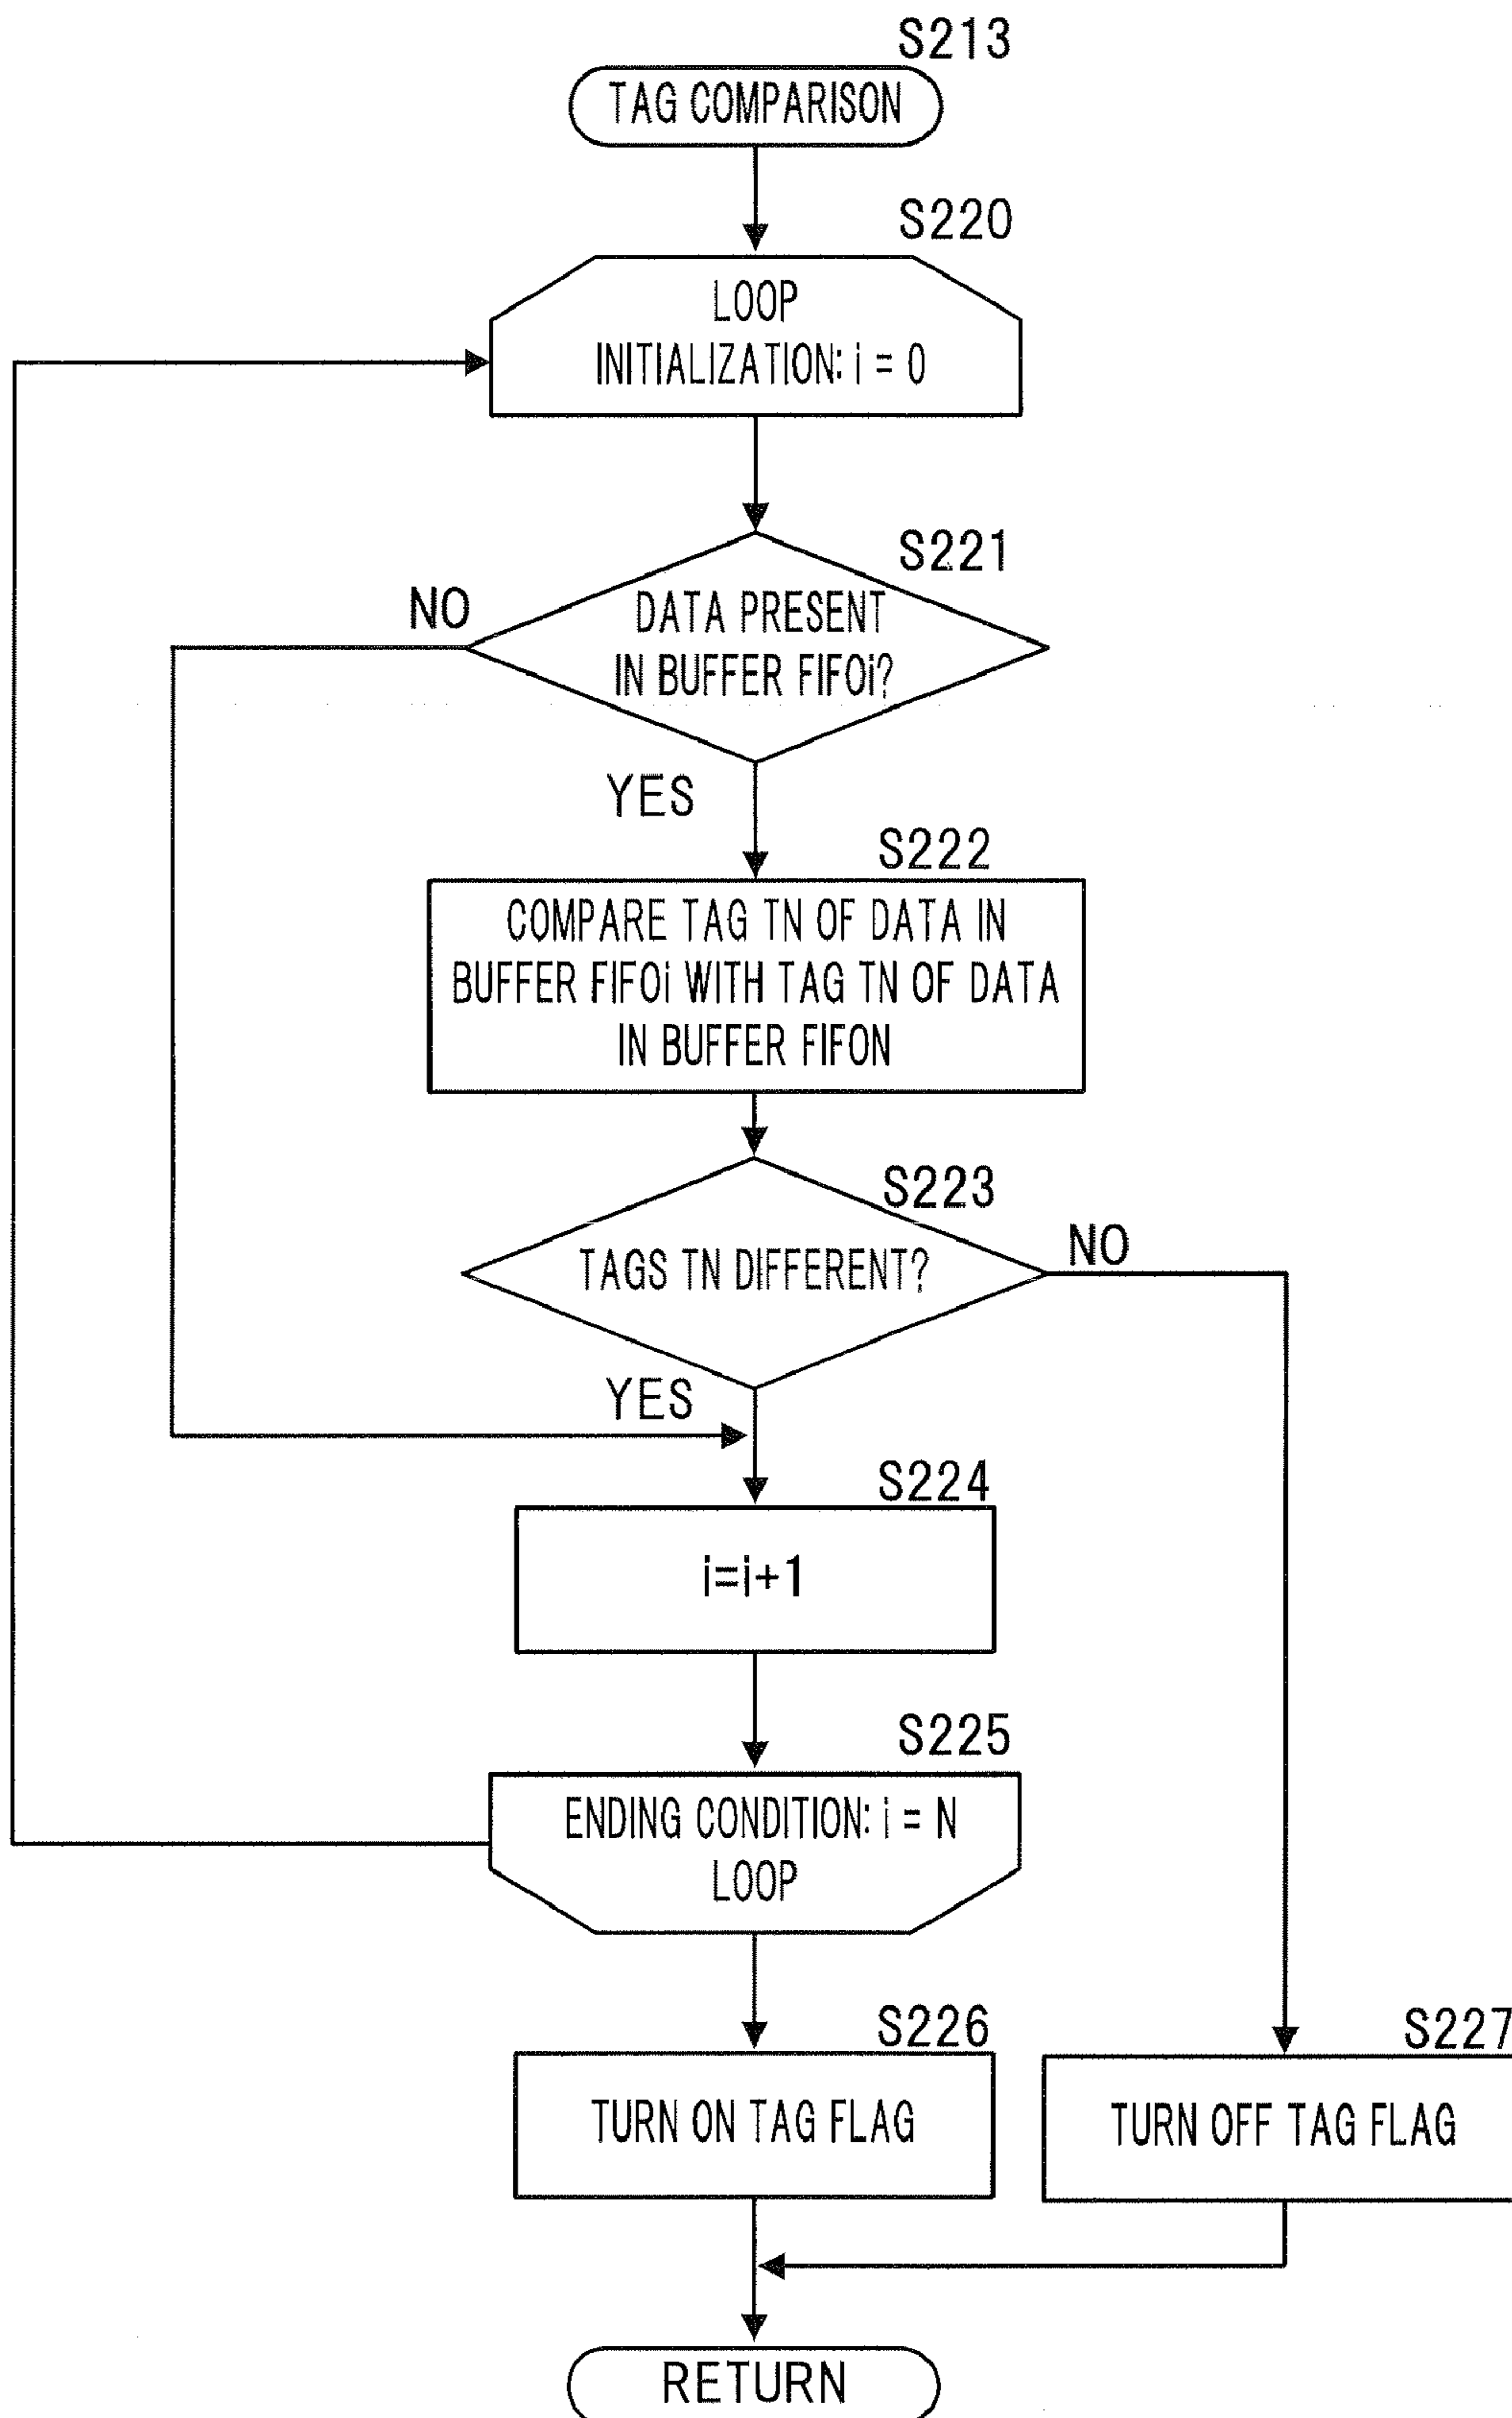 S213
TAG COMPARISON
S220
LOOP
INITIALIZATION: i = 0
S221
NO
DATA PRESENT
IN BUFFER FIFOi?
YES
S222
COMPARE TAG TN OF DATA IN
BUFFER FIFOi WITH TAG TN OF DATA
IN BUFFER FIFON
S223
NO
TAGS TN DIFFERENT?
YES
S224
i=i+1
S225
ENDING CONDITION: i = N
LOOP
S226
S227
TURN ON TAG FLAG
TURN OFF TAG FLAG
RETURN